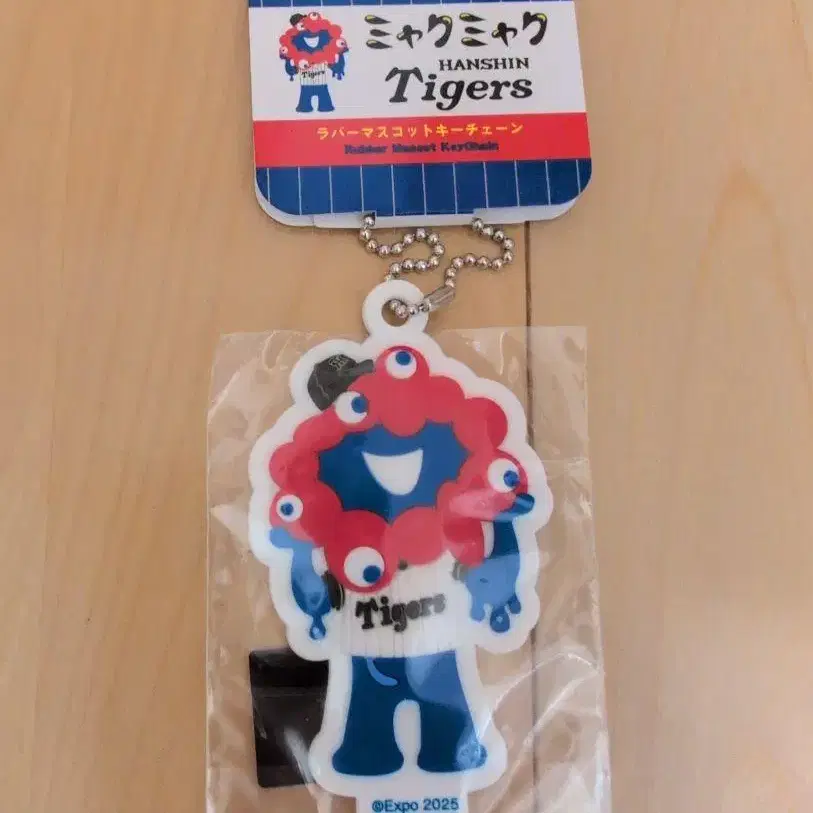 ミャクミャク
HANSHIN
Tigers
Tigers
ラバーマスコットキーチェーン
Rubber Mascot KeyChain
Tigers
©Expo 2025